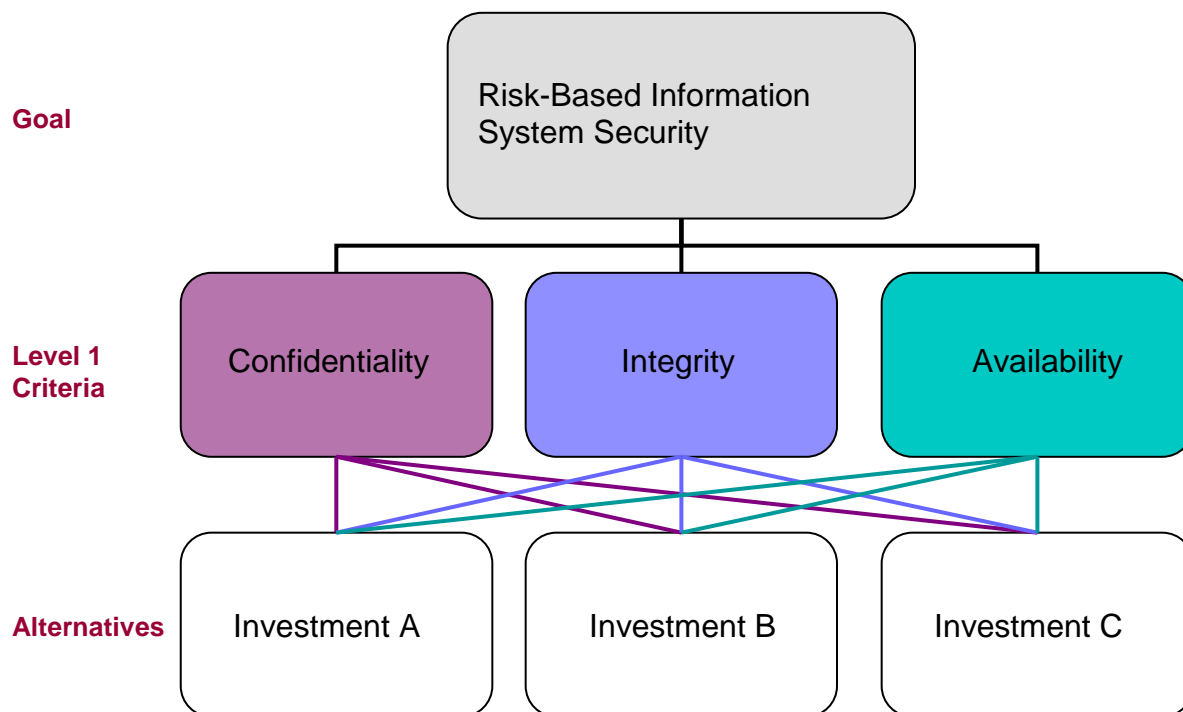 Goal
Risk-Based Information
System Security
Level 1
Criteria
Confidentiality
Integrity
Availability
Alternatives
Investment A
Investment B
Investment C